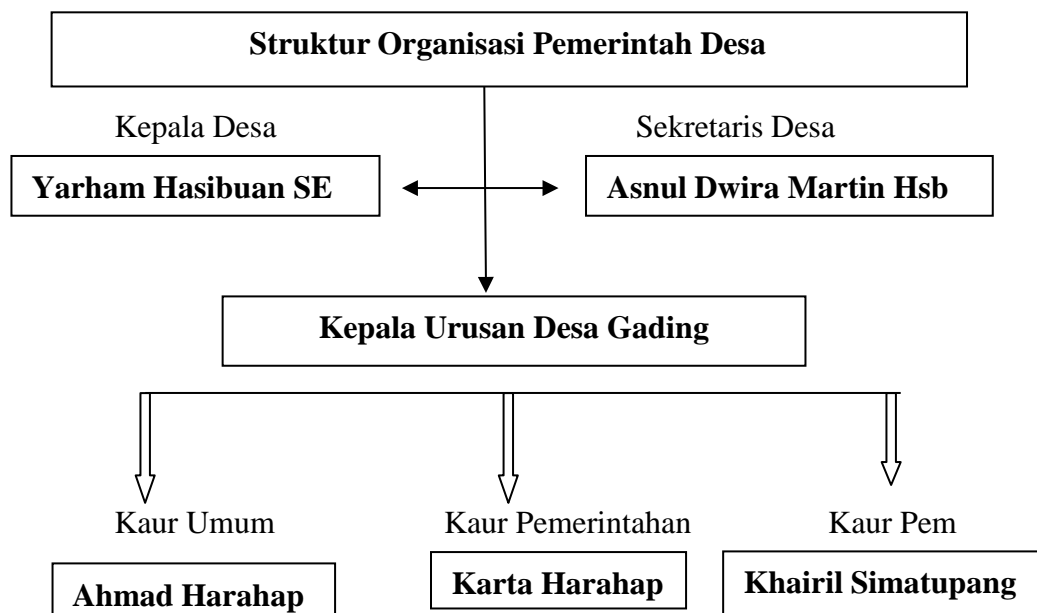 Struktur Organisasi Pemerintah Desa
Kepala Desa
Sekretaris Desa
Yarham Hasibuan SE
Asnul Dwira Martin Hsb
Kepala Urusan Desa Gading
Kaur Umum
Kaur Pemerintahan
Kaur Pem
Ahmad Harahap
Karta Harahap
Khairil Simatupang